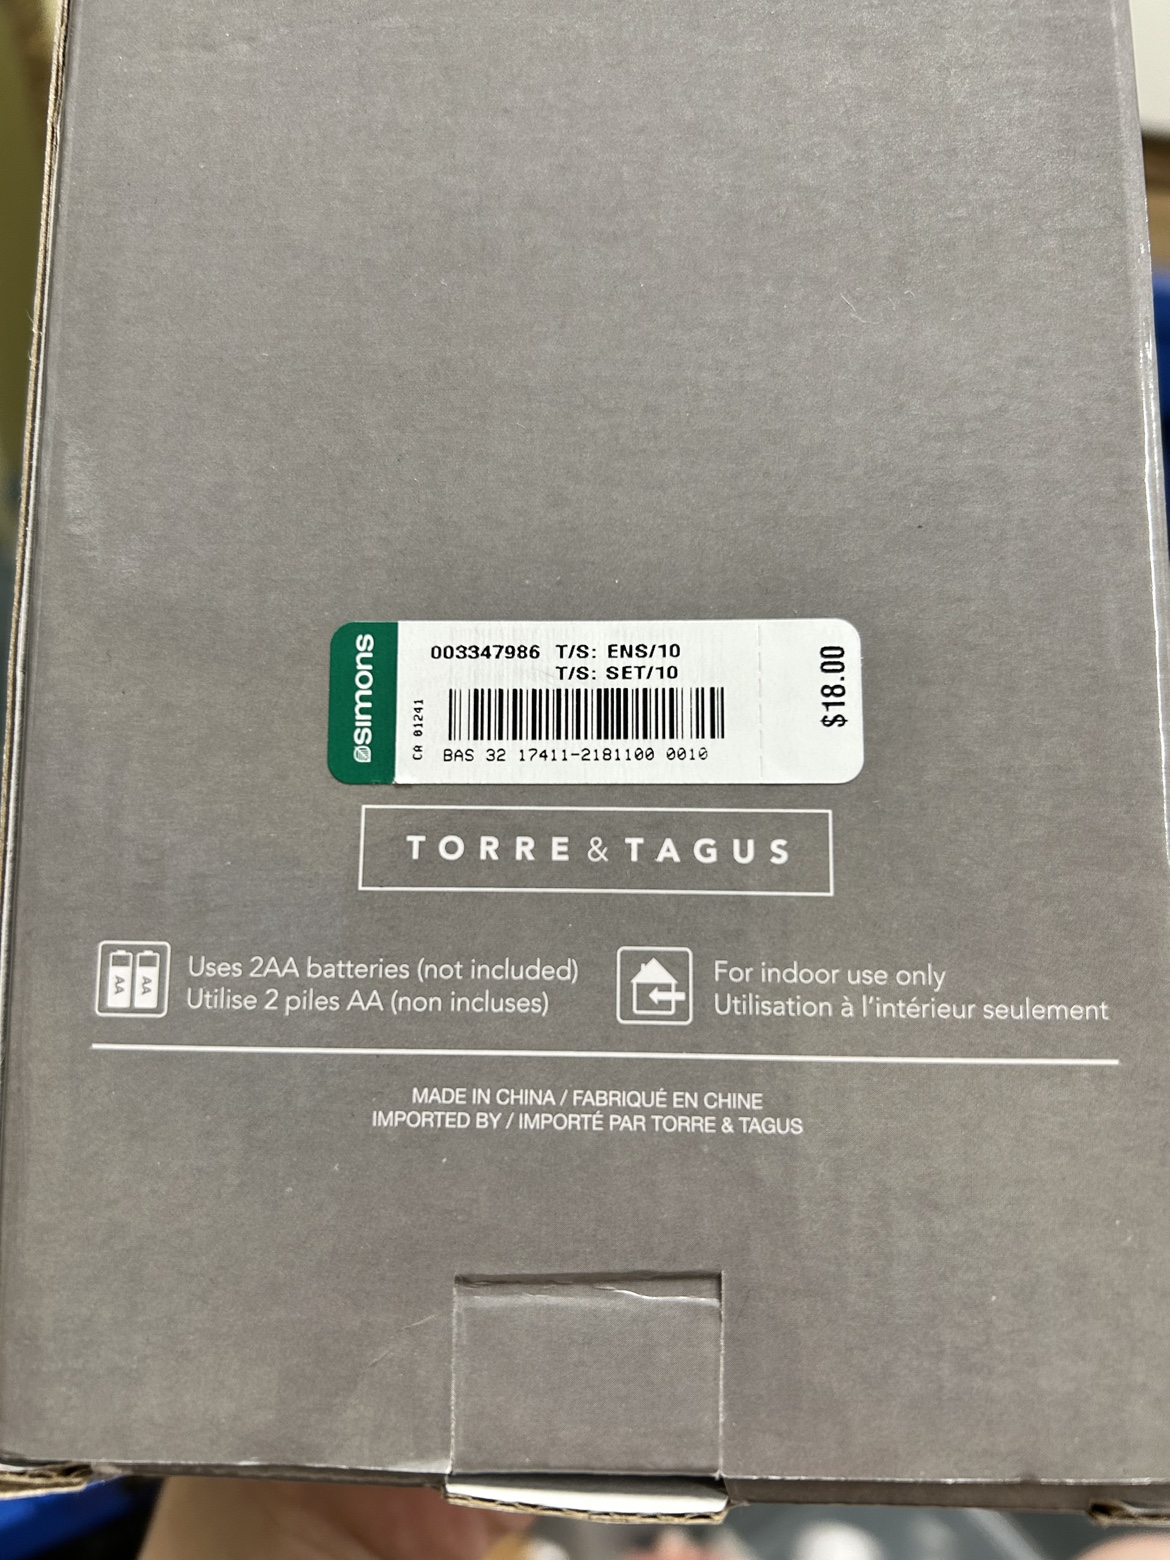 simons
003347986 T/S: ENS/10
T/S: SET/10
CA 01241
BAS 32 17411-2181100 0010
$18.00
TORRE & TAGUS
AA AA
Uses 2AA batteries (not included)
Utilise 2 piles AA (non incluses)
For indoor use only
Utilisation à l'intérieur seulement
MADE IN CHINA / FABRIQUÉ EN CHINE
IMPORTED BY / IMPORTÉ PAR TORRE & TAGUS